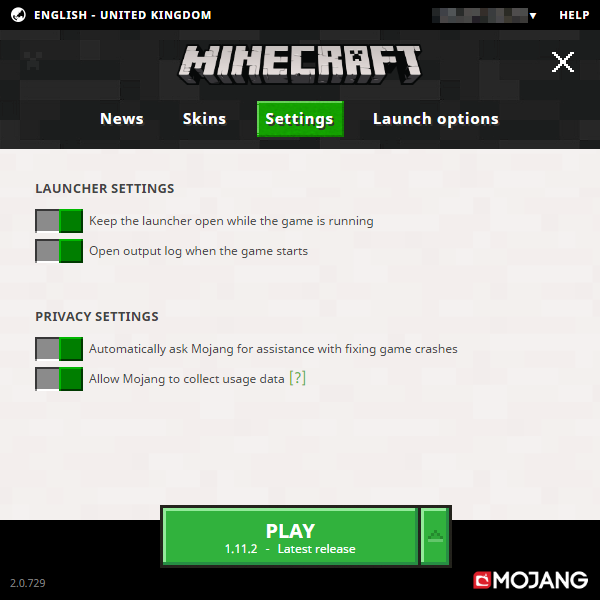 ENGLISH - UNITED KINGDOM
HELP
MINECRAFT
News
Skins
Settings
Launch options
LAUNCHER SETTINGS
Keep the launcher open while the game is running
Open output log when the game starts
PRIVACY SETTINGS
Automatically ask Mojang for assistance with fixing game crashes
Allow Mojang to collect usage data [?]
PLAY
1.11.2 - Latest release
2.0.729
MOJANG